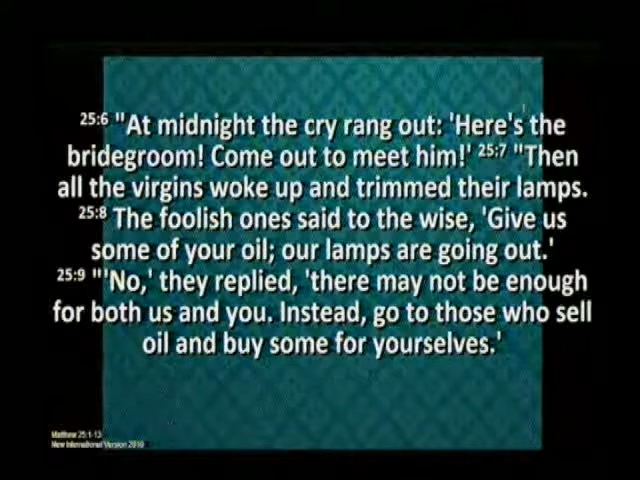 25:6 "At midnight the cry rang out: 'Here's the
bridegroom! Come out to meet him!' 25:7 "Then
all the virgins woke up and trimmed their lamps.
25:8 The foolish ones said to the wise, 'Give us
some of your oil; our lamps are going out.'
25:9 "'No,' they replied, 'there may not be enough
for both us and you. Instead, go to those who sell
oil and buy some for yourselves.'
Matthew 25:1-13
New International Version 2010